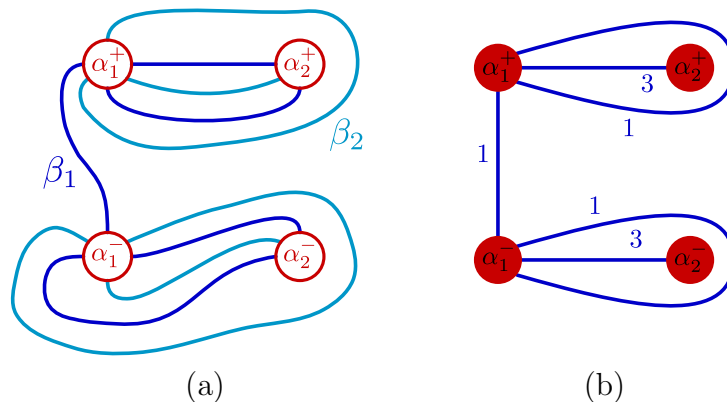 α₁⁺ α₂⁺
β₂
β₁
α₁⁻ α₂⁻
(a)
α₁⁺ α₂⁺
3
1
1
1
3
α₁⁻ α₂⁻
(b)